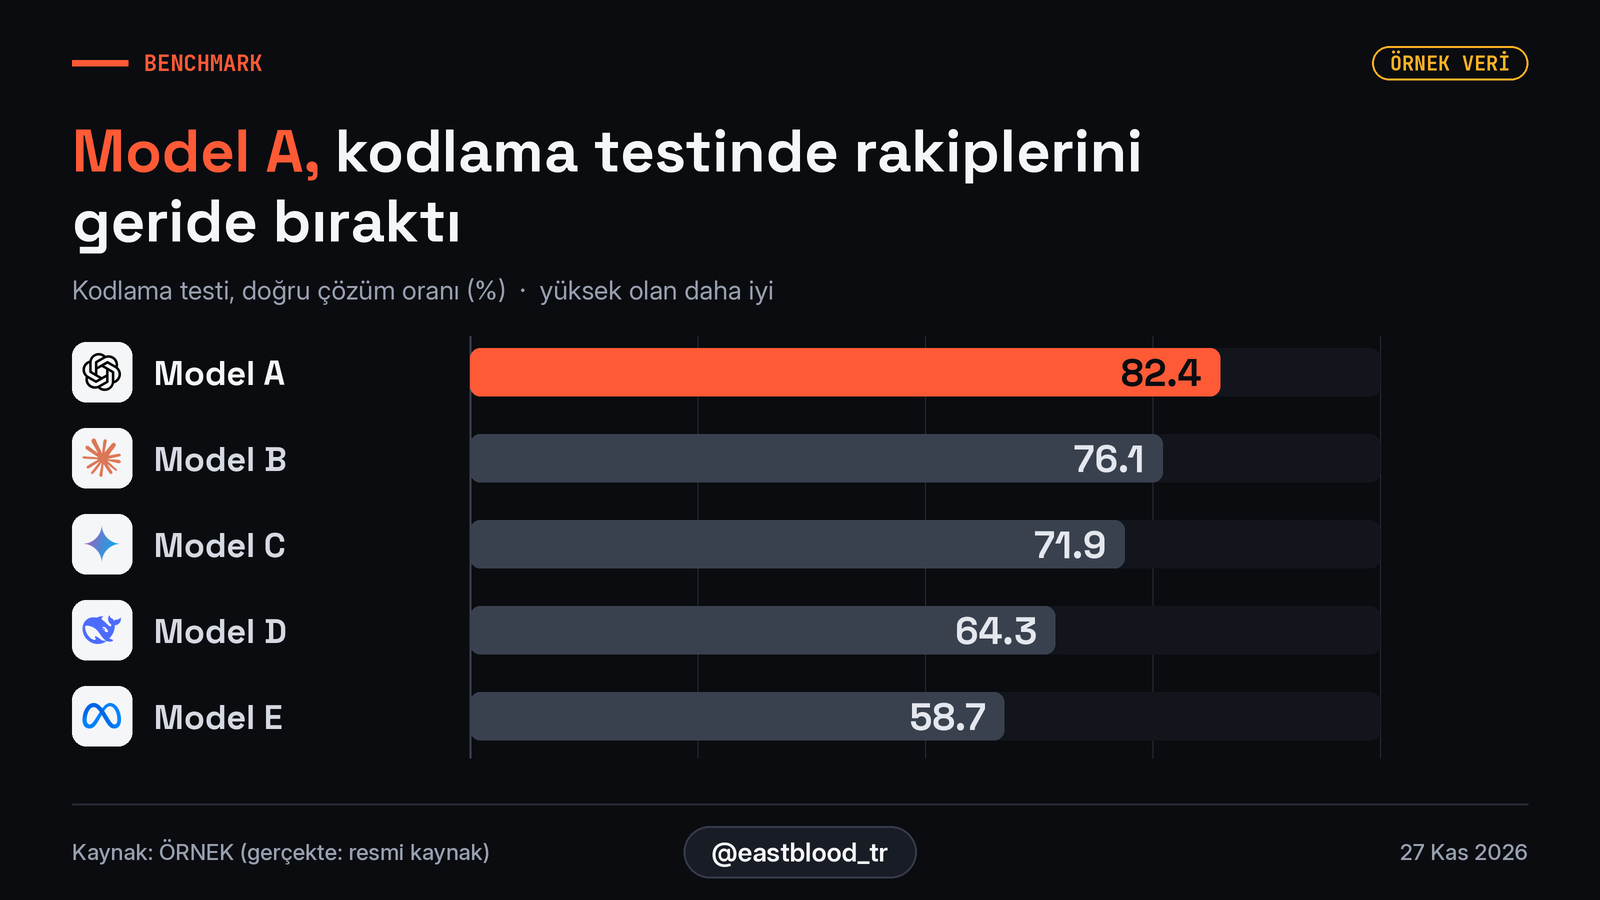 BENCHMARK
ÖRNEK VERİ
Model A, kodlama testinde rakiplerini
geride bıraktı
Kodlama testi, doğru çözüm oranı (%) · yüksek olan daha iyi
Model A 82.4
Model B 76.1
Model C 71.9
Model D 64.3
Model E 58.7
Kaynak: ÖRNEK (gerçekte: resmi kaynak)
@eastblood_tr
27 Kas 2026